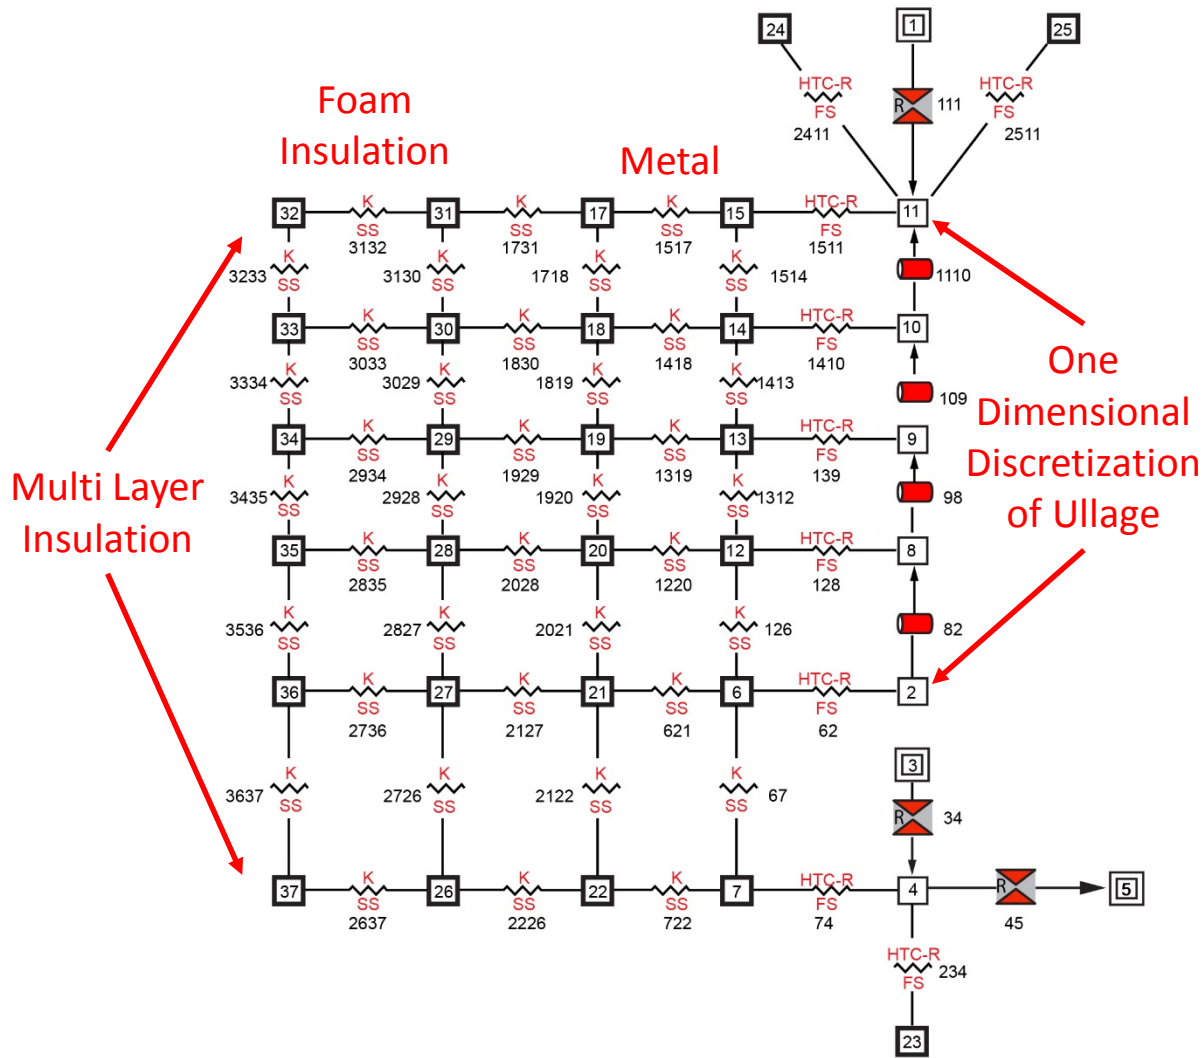 24
1
25
HTC-R
FS
2411
R
111
HTC-R
FS
2511
Foam
Insulation
Metal
32
K
SS
3132
31
K
SS
1731
17
K
SS
1517
15
HTC-R
FS
1511
11
3233
K
SS
3130
K
SS
1718
K
SS
K
SS
1514
1110
33
K
SS
3033
30
K
SS
1830
18
K
SS
1418
14
HTC-R
FS
1410
10
3334
K
SS
3029
K
SS
1819
K
SS
K
SS
1413
109
One
Dimensional
Discretization
of Ullage
34
K
SS
2934
29
K
SS
1929
19
K
SS
1319
13
HTC-R
FS
139
9
Multi Layer
Insulation
3435
K
SS
2928
K
SS
1920
K
SS
K
SS
1312
98
35
K
SS
2835
28
K
SS
2028
20
K
SS
1220
12
HTC-R
FS
128
8
3536
K
SS
2827
K
SS
2021
K
SS
K
SS
126
82
36
K
SS
2736
27
K
SS
2127
21
K
SS
621
6
HTC-R
FS
62
2
3637
K
SS
2726
K
SS
2122
K
SS
K
SS
67
3
R
34
37
K
SS
2637
26
K
SS
2226
22
K
SS
722
7
HTC-R
FS
74
4
R
45
5
HTC-R
FS
234
23